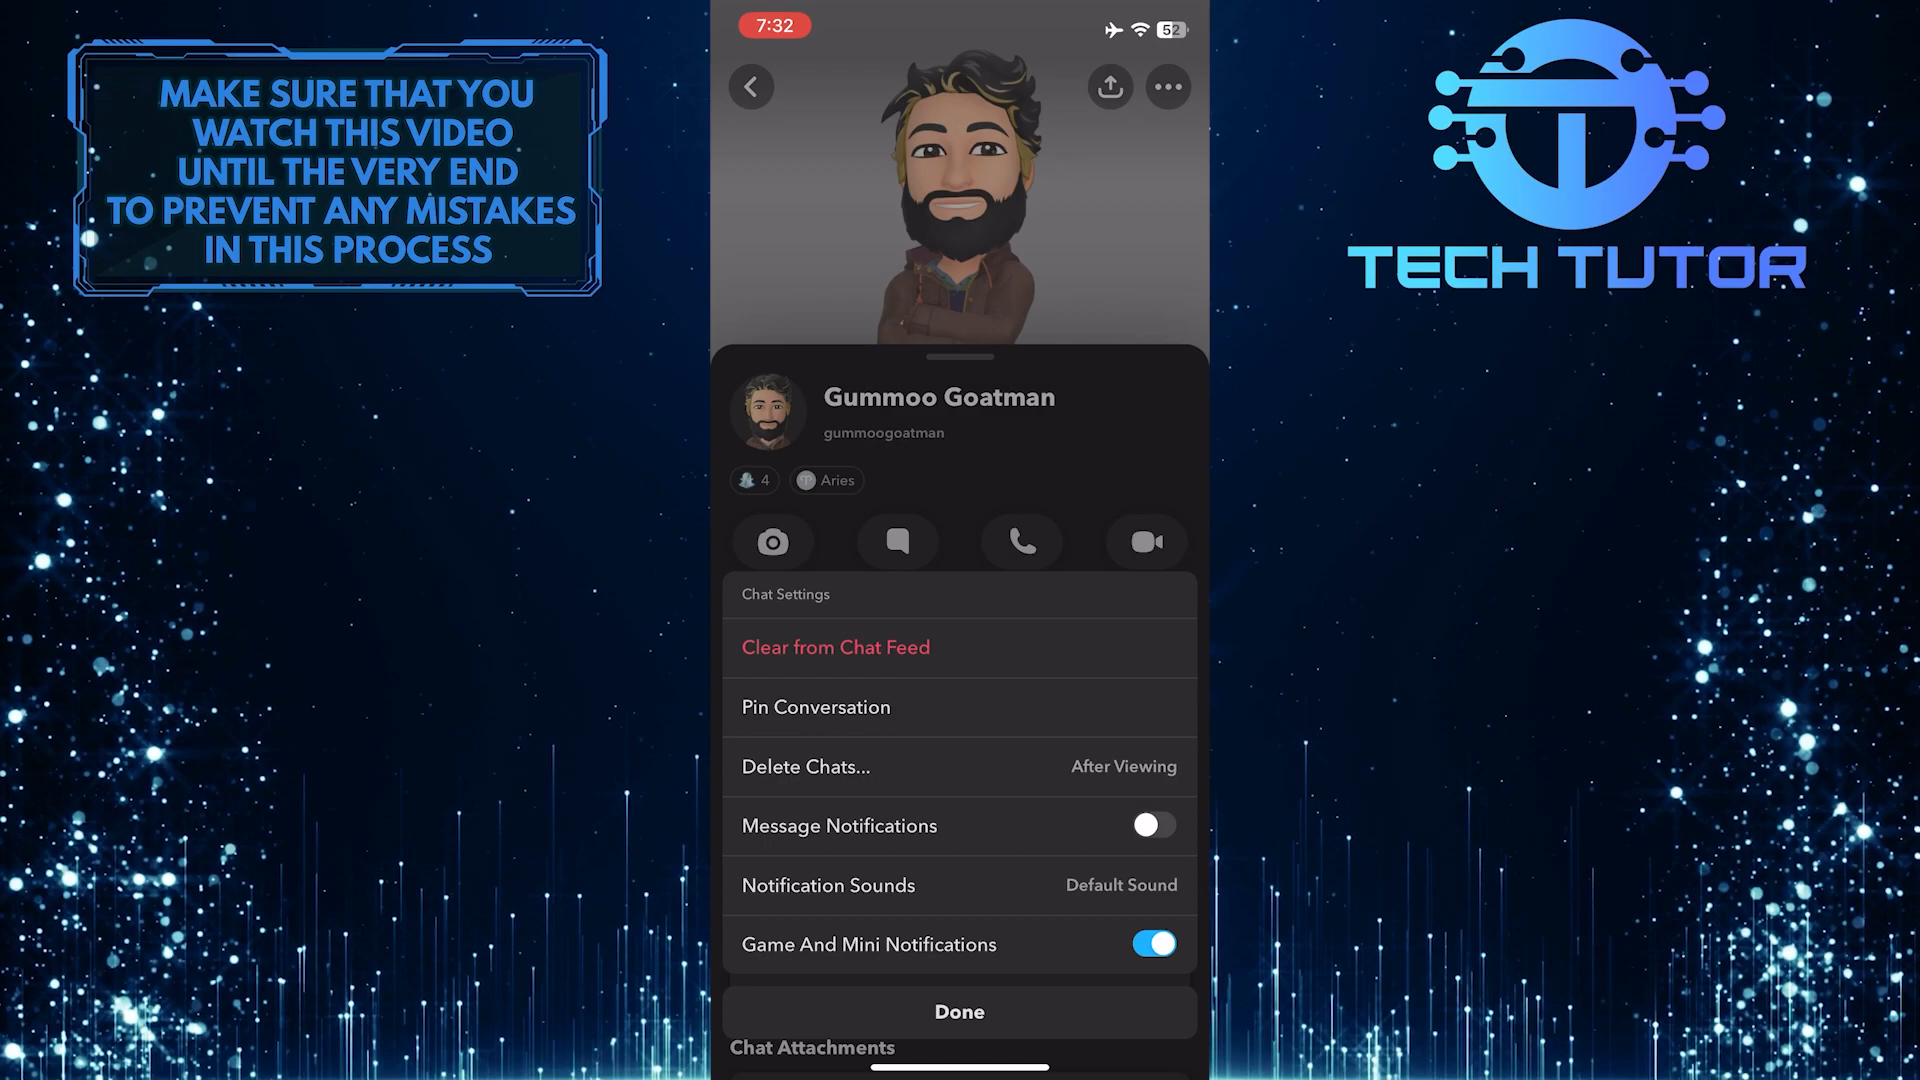 MAKE SURE THAT YOU
WATCH THIS VIDEO
UNTIL THE VERY END
TO PREVENT ANY MISTAKES
IN THIS PROCESS
7:32
52
TECH TUTOR
Gummoo Goatman
gummoogoatman
4
Aries
Chat Settings
Clear from Chat Feed
Pin Conversation
Delete Chats... After Viewing
Message Notifications
Notification Sounds Default Sound
Game And Mini Notifications
Done
Chat Attachments